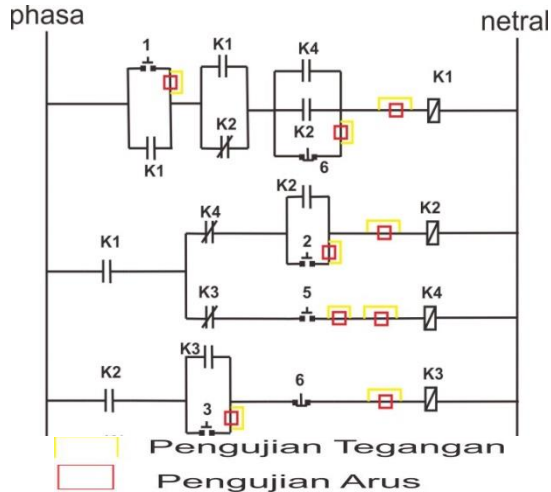 phasa netral
1 K1 K4 K1
K2 K2 6
K1
K2
K4 K2
K1 2
K3 5 K4
K3
K2 6 K3
3
Pengujian Tegangan
Pengujian Arus